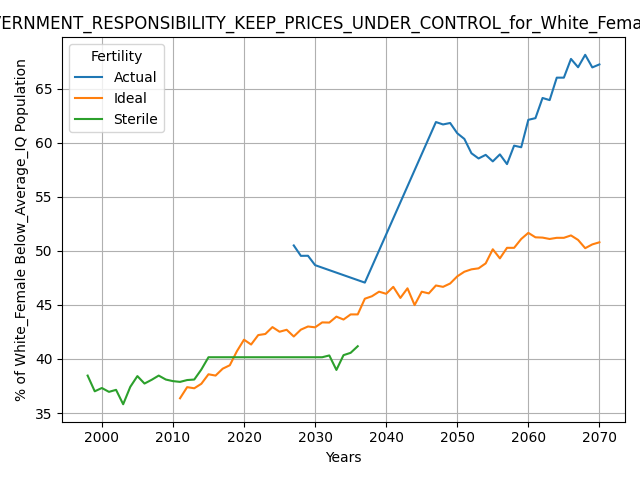 VERNMENT_RESPONSIBILITY_KEEP_PRICES_UNDER_CONTROL_for_White_Fema
Fertility
Actual
Ideal
Sterile
% of White_Female Below_Average_IQ Population
65
60
55
50
45
40
35
2000 2010 2020 2030 2040 2050 2060 2070
Years